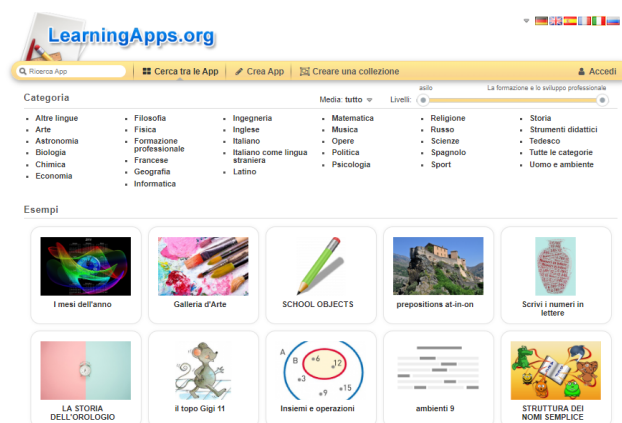 LearningApps.org
Ricerca App
Cerca tra le App
Crea App
Creare una collezione
Accedi
Categoria
Media: tutto
Livelli:
asilo
La formazione e lo sviluppo professionale
Altre lingue
Arte
Astronomia
Biologia
Chimica
Economia
Filosofia
Fisica
Formazione
professionale
Francese
Geografia
Informatica
Ingegneria
Inglese
Italiano
Italiano come lingua
straniera
Latino
Matematica
Musica
Opere
Politica
Psicologia
Religione
Russo
Scienze
Spagnolo
Sport
Storia
Strumenti didattici
Tedesco
Tutte le categorie
Uomo e ambiente
Esempi
I mesi dell'anno
Galleria d'Arte
SCHOOL OBJECTS
prepositions at-in-on
Scrivi i numeri in
lettere
A
B
•6
•12
•3
•15
•9
LA STORIA
DELL'OROLOGIO
il topo Gigi 11
Insiemi e operazioni
ambienti 9
STRUTTURA DEI
NOMI SEMPLICE